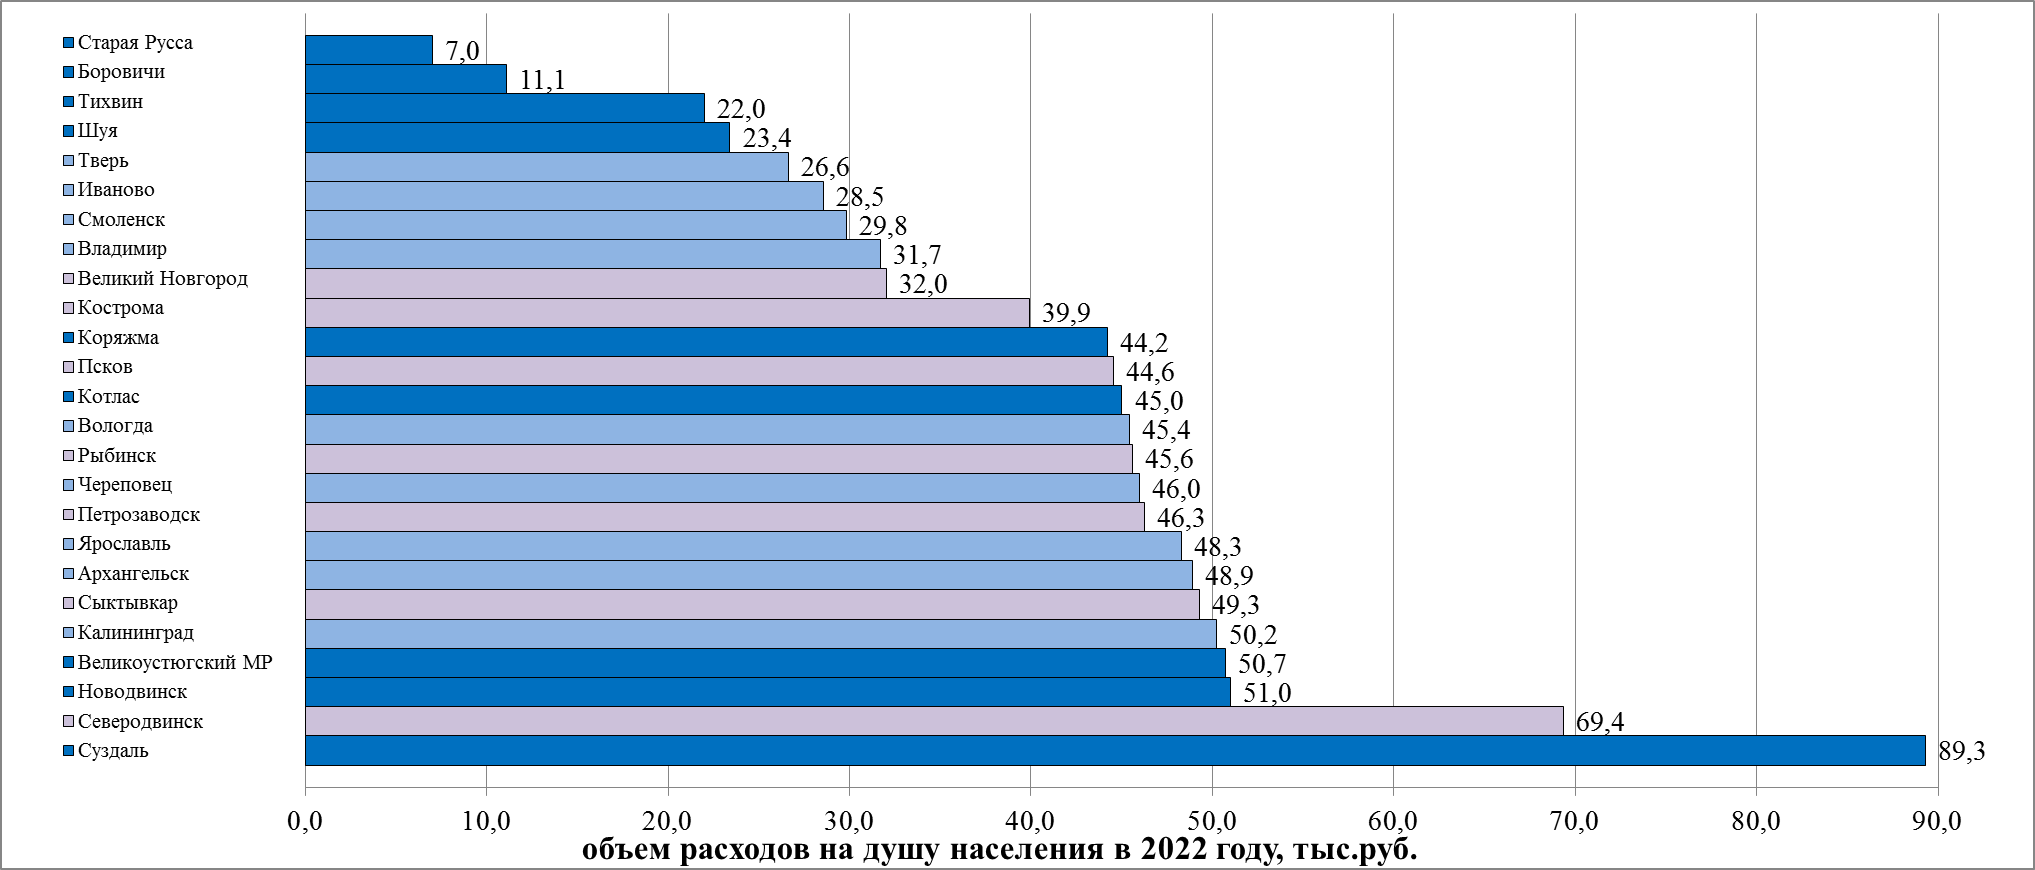 Старая Русса 7,0
Боровичи 11,1
Тихвин 22,0
Шуя 23,4
Тверь 26,6
Иваново 28,5
Смоленск 29,8
Владимир 31,7
Великий Новгород 32,0
Кострома 39,9
Коряжма 44,2
Псков 44,6
Котлас 45,0
Вологда 45,4
Рыбинск 45,6
Череповец 46,0
Петрозаводск 46,3
Ярославль 48,3
Архангельск 48,9
Сыктывкар 49,3
Калининград 50,2
Великоустюгский МР 50,7
Новодвинск 51,0
Северодвинск 69,4
Суздаль 89,3
0,0 10,0 20,0 30,0 40,0 50,0 60,0 70,0 80,0 90,0
объем расходов на душу населения в 2022 году, тыс.руб.